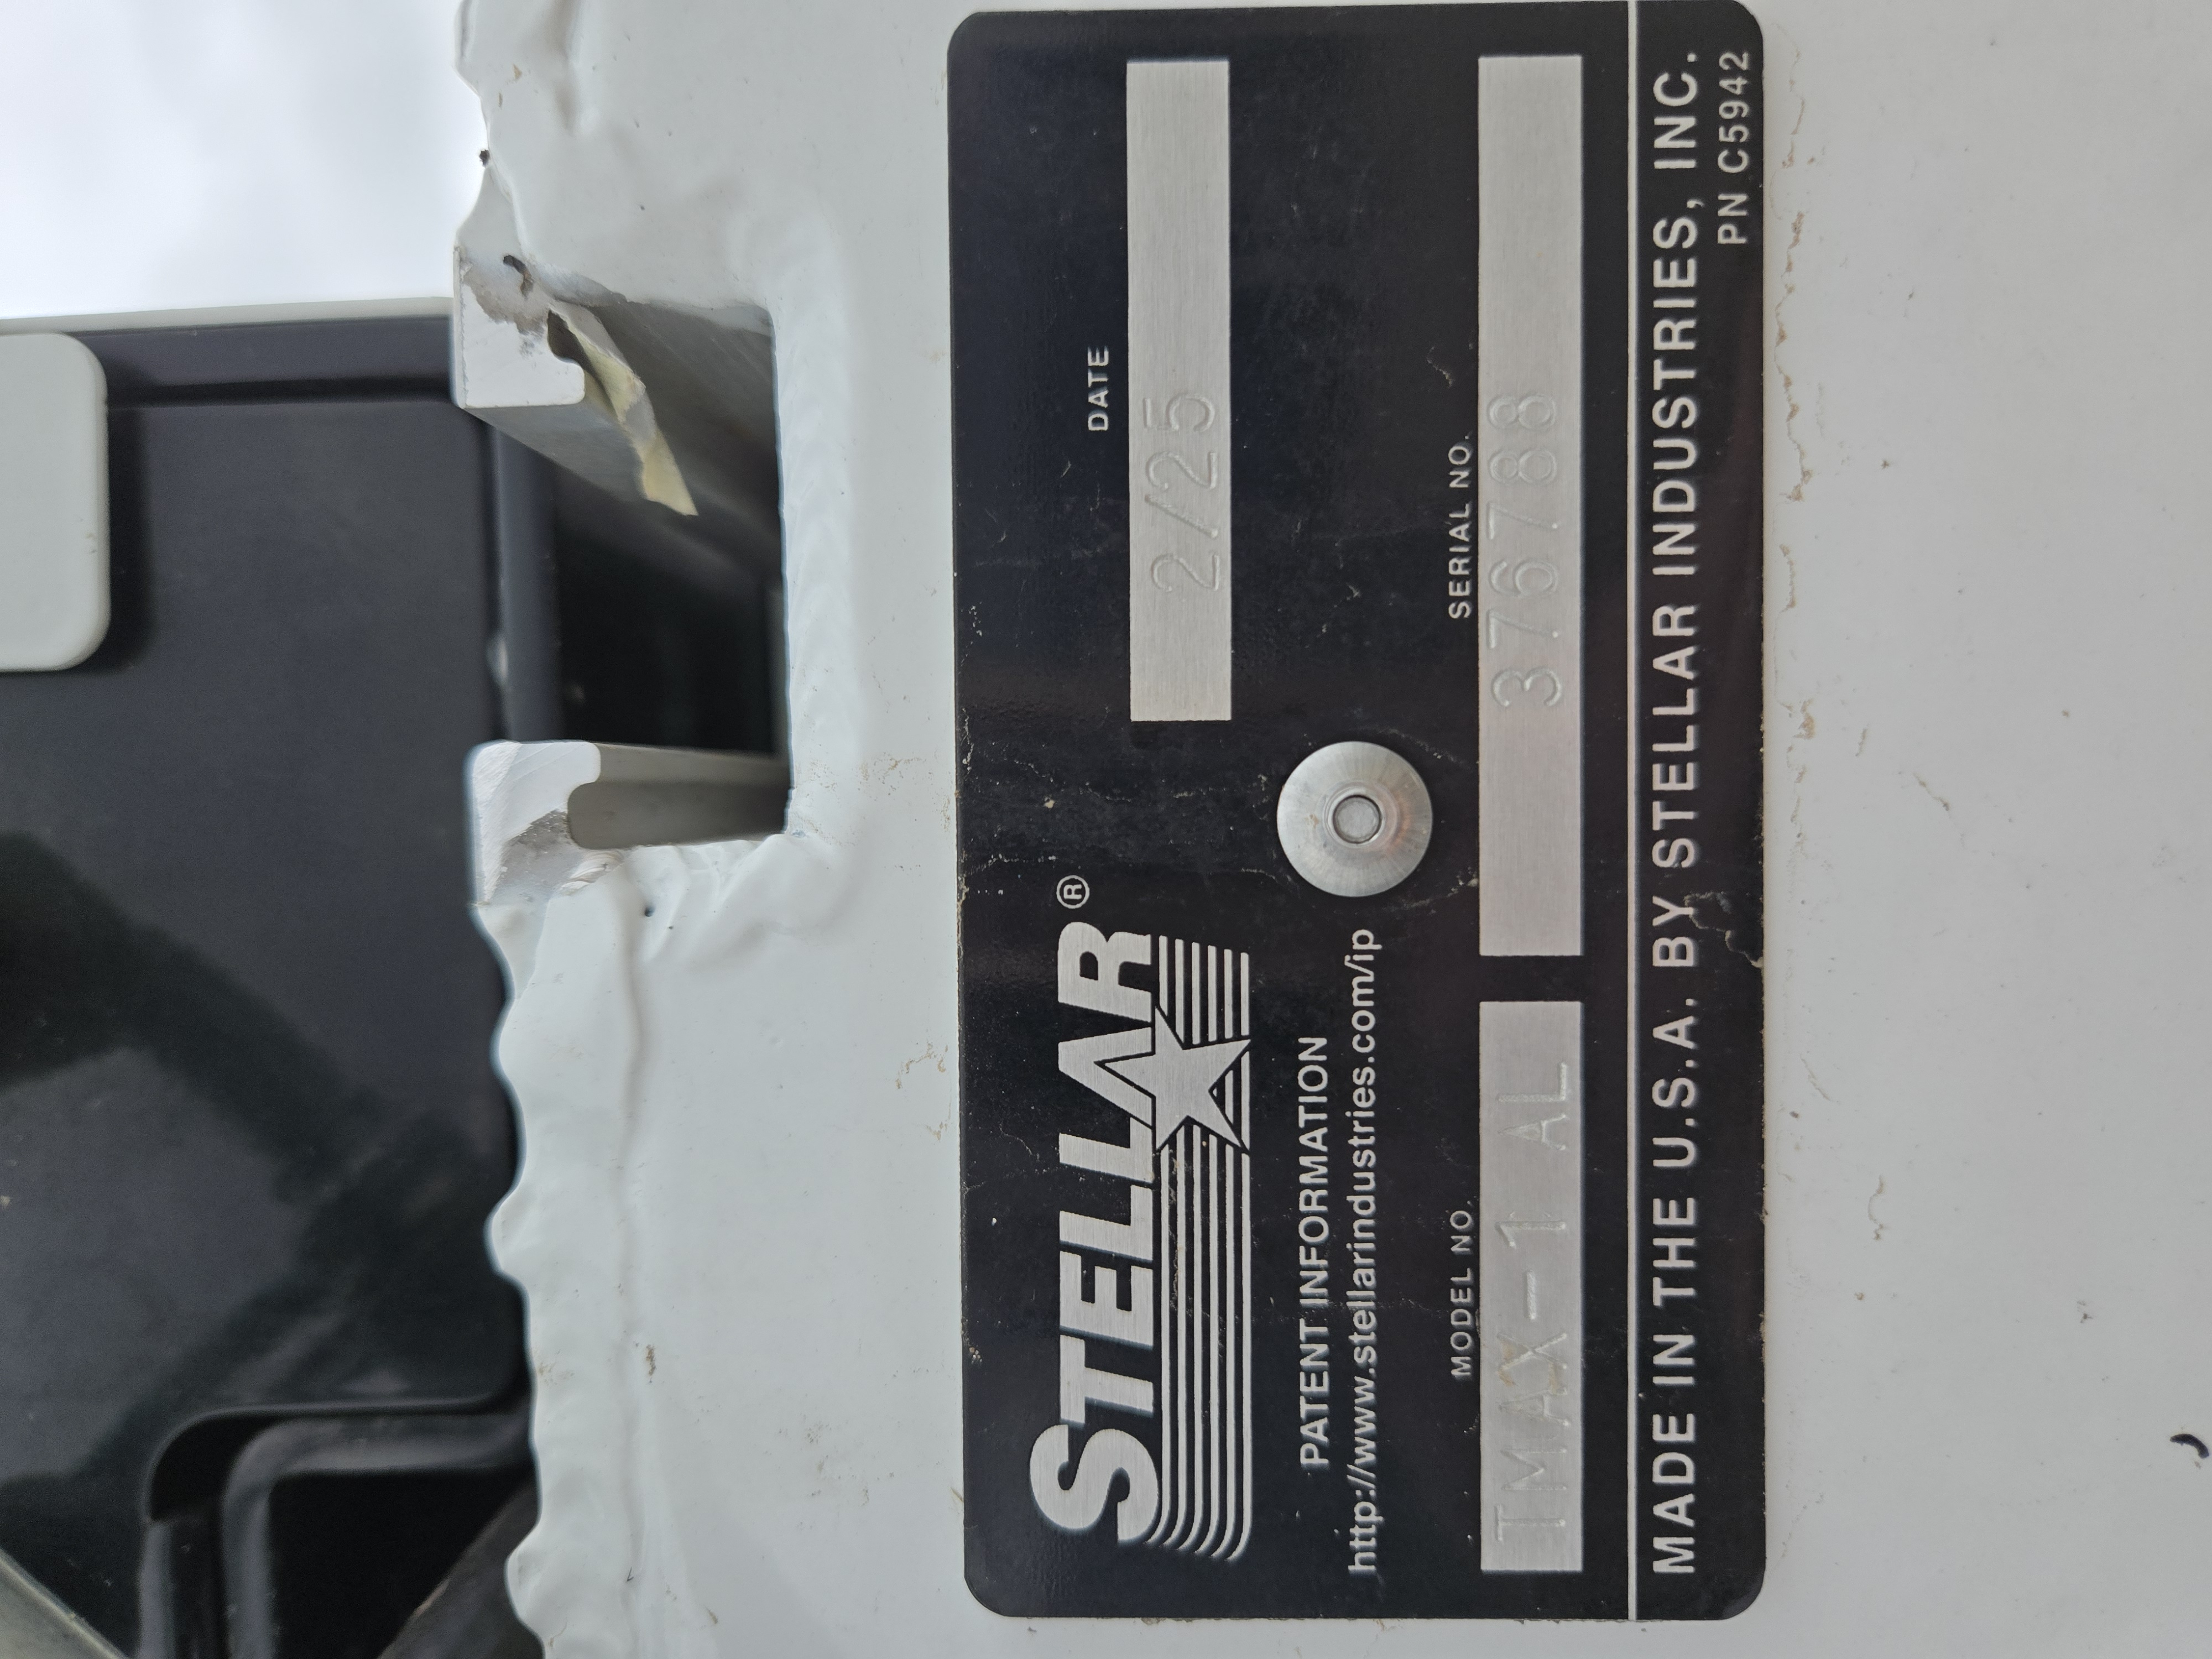 STELLAR®
DATE
2/25
PATENT INFORMATION
http://www.stellarindustries.com/ip
MODEL NO.
SERIAL NO.
TMAX-1 AL
376788
MADE IN THE U.S.A. BY STELLAR INDUSTRIES, INC.
PN C5942